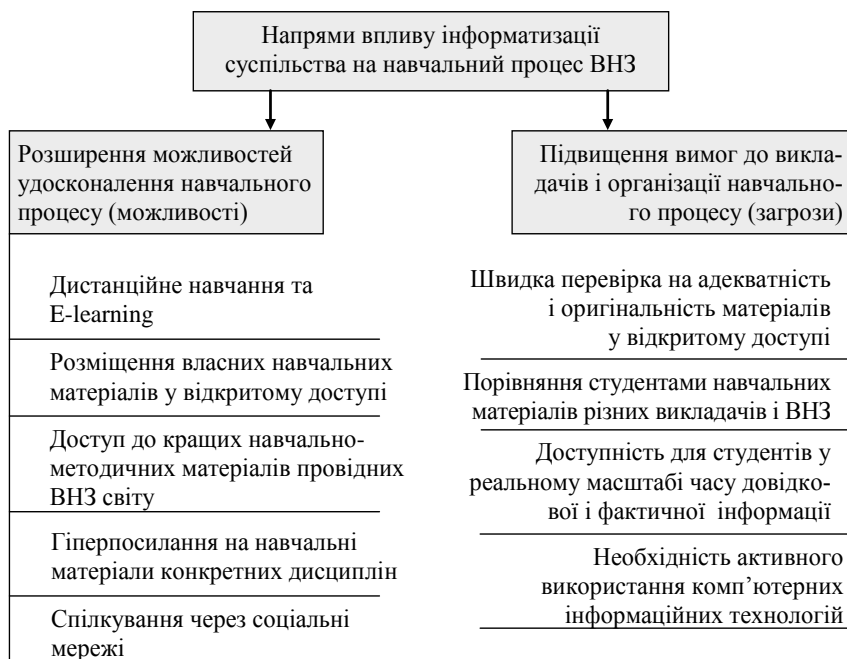 Напрями впливу інформатизації
суспільства на навчальний процес ВНЗ
Розширення можливостей
удосконалення навчального
процесу (можливості)
Дистанційне навчання та
E-learning
Розміщення власних навчальних
матеріалів у відкритому доступі
Доступ до кращих навчально-
методичних матеріалів провідних
ВНЗ світу
Гіперпосилання на навчальні
матеріали конкретних дисциплін
Спілкування через соціальні
мережі
Підвищення вимог до викла-
дачів і організації навчально-
го процесу (загрози)
Швидка перевірка на адекватність
і оригінальність матеріалів
у відкритому доступі
Порівняння студентами навчальних
матеріалів різних викладачів і ВНЗ
Доступність для студентів у
реальному масштабі часу довідко-
вої і фактичної інформації
Необхідність активного
використання комп’ютерних
інформаційних технологій